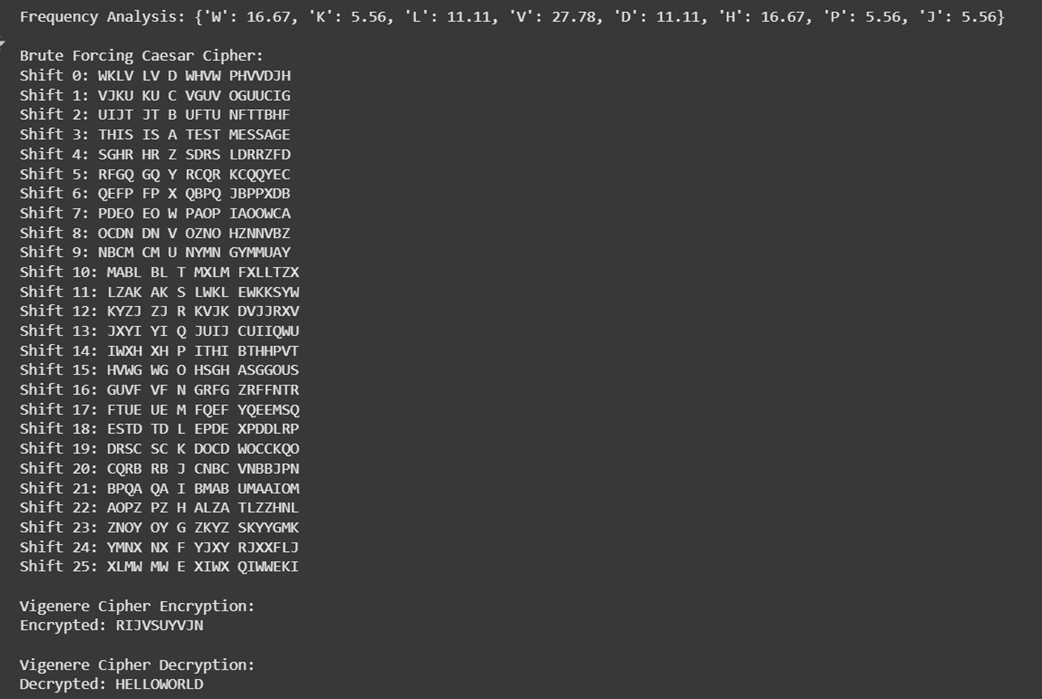 Frequency Analysis: {'W': 16.67, 'K': 5.56, 'L': 11.11, 'V': 27.78, 'D': 11.11, 'H': 16.67, 'P': 5.56, 'J': 5.56}
Brute Forcing Caesar Cipher:
Shift 0: WKLV LV D WHVW PHVVDJH
Shift 1: VJKU KU C VGUV OGUUCIG
Shift 2: UIJT JT B UFTU NFTTBHF
Shift 3: THIS IS A TEST MESSAGE
Shift 4: SGHR HR Z SDRS LDRRZFD
Shift 5: RFGQ GQ Y RCQR KCQQYEC
Shift 6: QEFP FP X QBPQ JBPPXDB
Shift 7: PDEO EO W PAOP IAOOWCA
Shift 8: OCDN DN V OZNO HZNNVBZ
Shift 9: NBCM CM U NYMN GYMMUAY
Shift 10: MABL BL T MXLM FXLLTZX
Shift 11: LZAK AK S LWKL EWKKSYW
Shift 12: KYZJ ZJ R KVJK DVJJRXV
Shift 13: JXYI YI Q JUIJ CUIIQWU
Shift 14: IWXH XH P ITHI BTHHPVT
Shift 15: HVWG WG O HSGH ASGGOUS
Shift 16: GUVF VF N GRFG ZRFFNTR
Shift 17: FTUE UE M FQEF YQEEMSQ
Shift 18: ESTD TD L EPDE XPDDLRP
Shift 19: DRSC SC K DOCD WOCCKQO
Shift 20: CQRB RB J CNBC VNBBJPN
Shift 21: BPQA QA I BMAB UMAAIOM
Shift 22: AOPZ PZ H ALZA TLZZHNL
Shift 23: ZNOY OY G ZKYZ SKYYGMK
Shift 24: YMNX NX F YJXY RJXXFLJ
Shift 25: XLMW MW E XIWX QIWWEKI
Vigenere Cipher Encryption:
Encrypted: RIJVSUYVJN
Vigenere Cipher Decryption:
Decrypted: HELLOWORLD